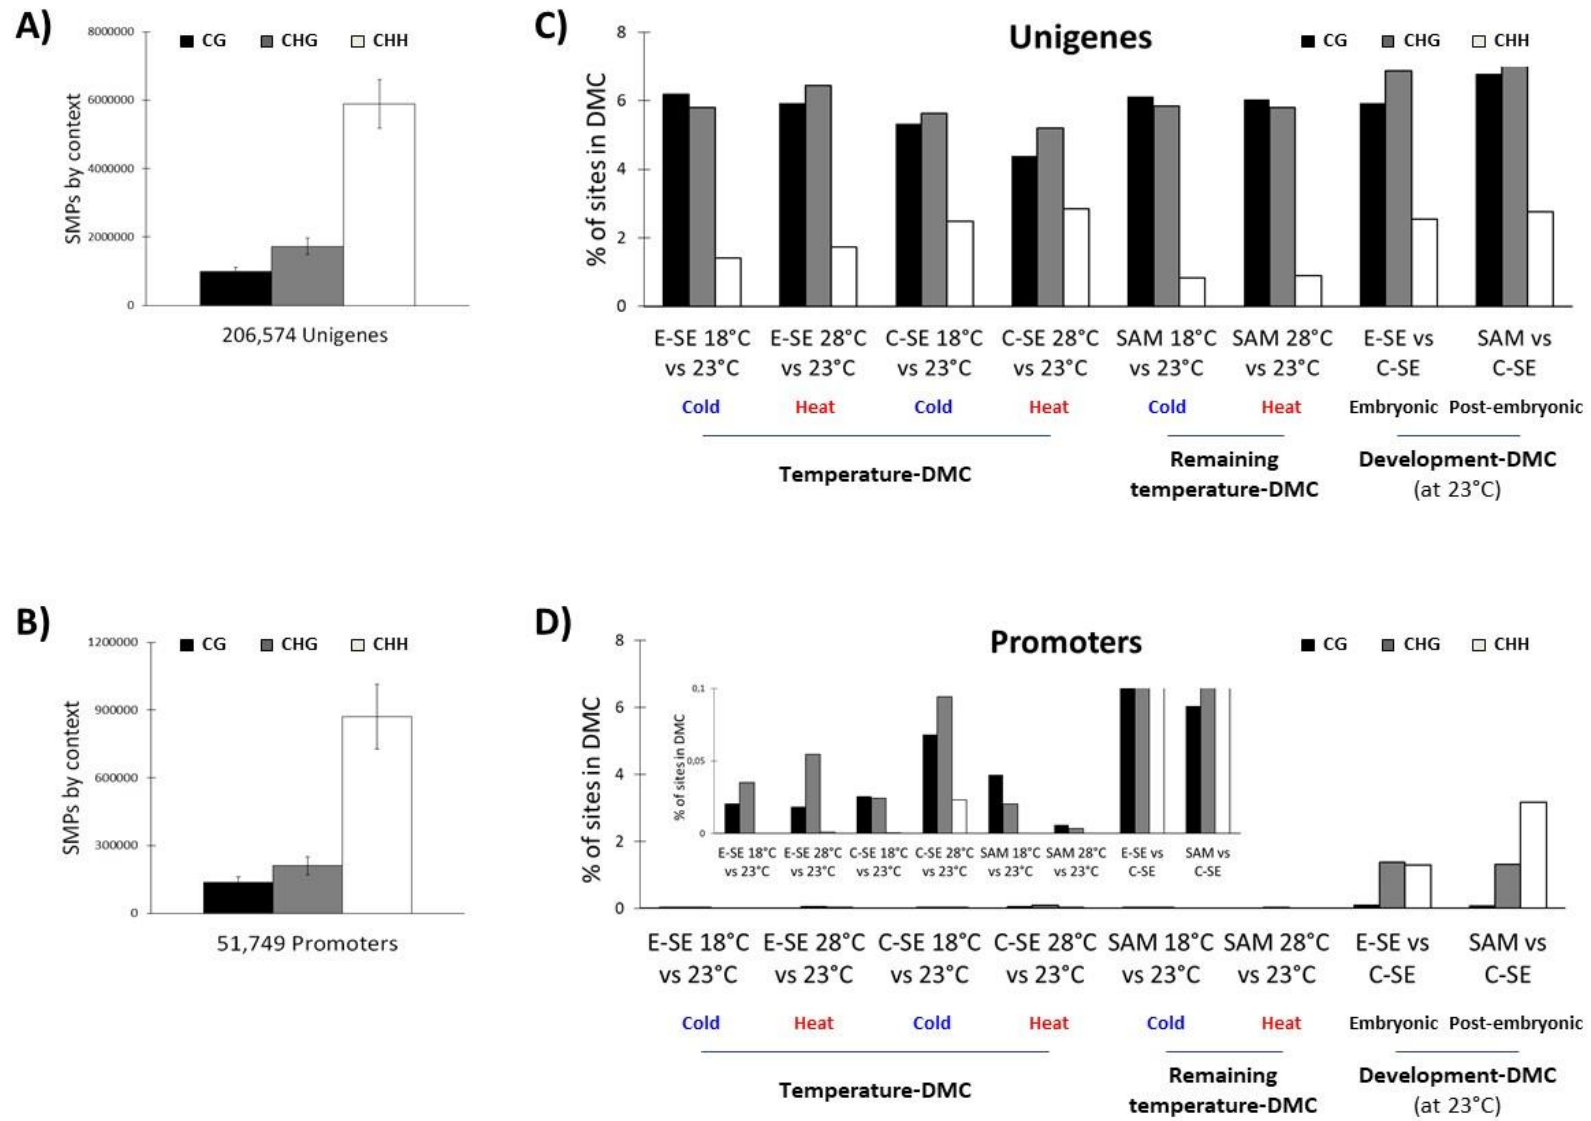 A)
8000000
6000000
4000000
2000000
0
SMPs by context
CG CHG CHH
206,574 Unigenes
C)
Unigenes
CG CHG CHH
8
6
4
2
0
% of sites in DMC
E-SE 18°C E-SE 28°C C-SE 18°C C-SE 28°C SAM 18°C SAM 28°C E-SE vs SAM vs
vs 23°C vs 23°C vs 23°C vs 23°C vs 23°C vs 23°C C-SE C-SE
Cold Heat Cold Heat Cold Heat Embryonic Post-embryonic
Temperature-DMC
Remaining
temperature-DMC
Development-DMC
(at 23°C)
B)
1200000
900000
600000
300000
0
SMPs by context
CG CHG CHH
51,749 Promoters
D)
Promoters
CG CHG CHH
8
6
4
2
0
% of sites in DMC
0,1
0,05
0
% of sites in DMC
E-SE 18°C E-SE 28°C C-SE 18°C C-SE 28°C SAM 18°C SAM 28°C E-SE vs SAM vs
vs 23°C vs 23°C vs 23°C vs 23°C vs 23°C vs 23°C C-SE C-SE
E-SE 18°C E-SE 28°C C-SE 18°C C-SE 28°C SAM 18°C SAM 28°C E-SE vs SAM vs
vs 23°C vs 23°C vs 23°C vs 23°C vs 23°C vs 23°C C-SE C-SE
Cold Heat Cold Heat Cold Heat Embryonic Post-embryonic
Temperature-DMC
Remaining
temperature-DMC
Development-DMC
(at 23°C)